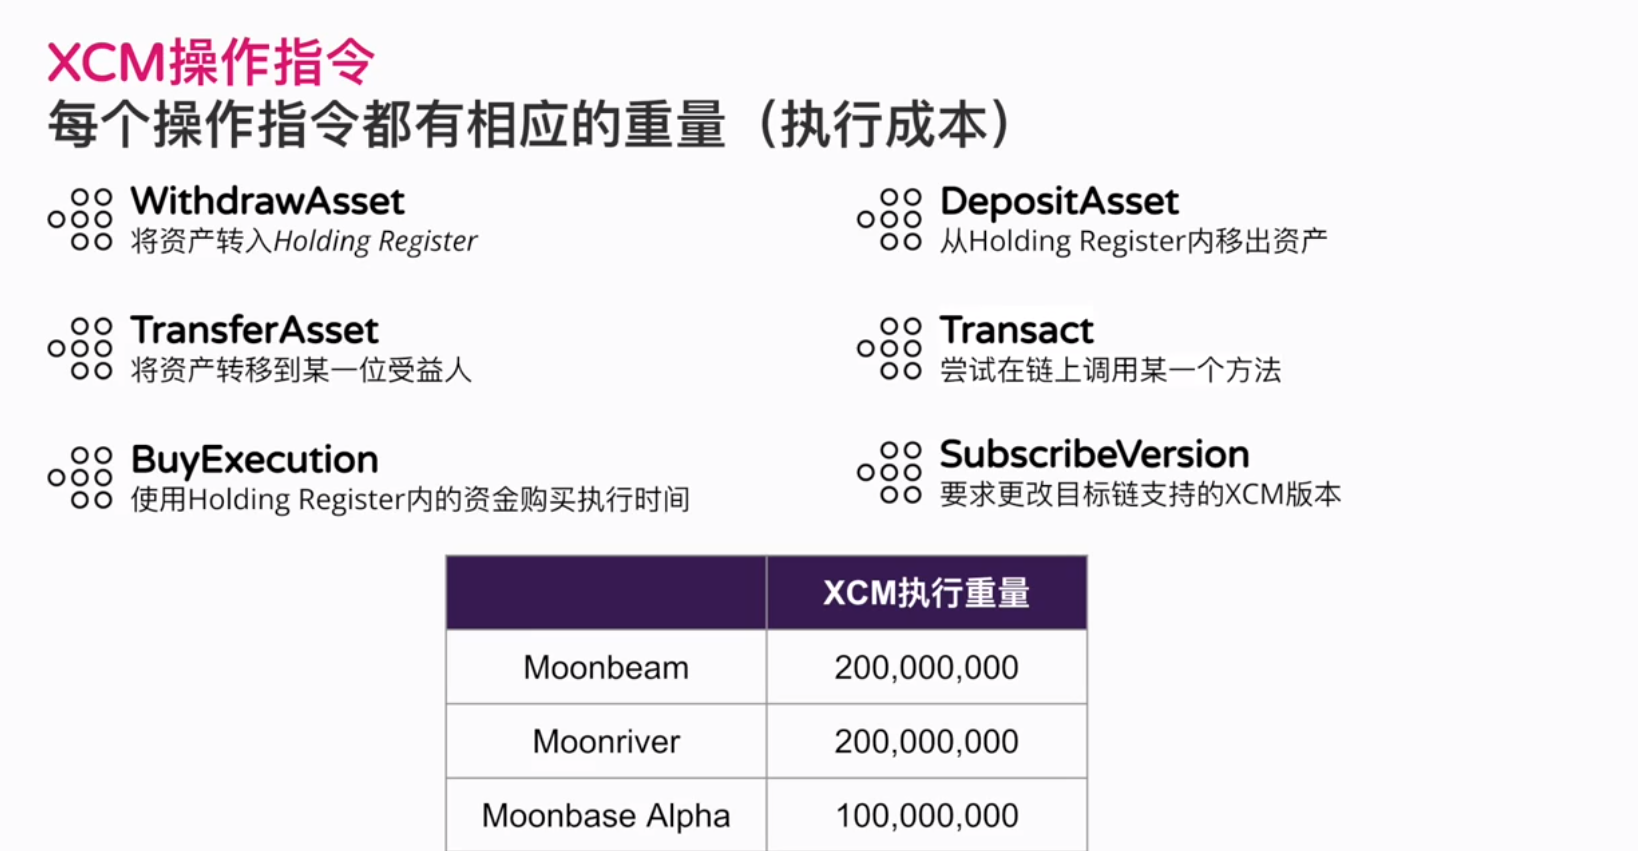 XCM操作指令
每个操作指令都有相应的重量（执行成本）
WithdrawAsset
将资产转入Holding Register
DepositAsset
从Holding Register内移出资产
TransferAsset
将资产转移到某一位受益人
Transact
尝试在链上调用某一个方法
BuyExecution
使用Holding Register内的资金购买执行时间
SubscribeVersion
要求更改目标链支持的XCM版本
XCM执行重量
Moonbeam 200,000,000
Moonriver 200,000,000
Moonbase Alpha 100,000,000